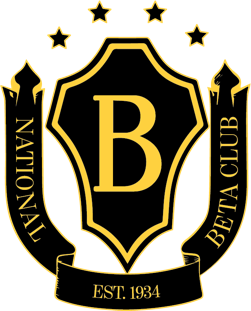 NATIONAL
B
BETA CLUB
EST. 1934